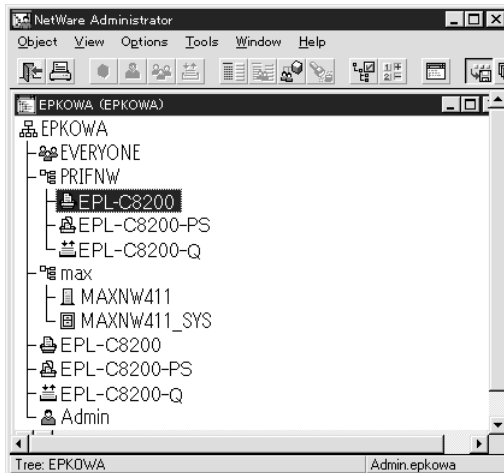 NetWare Administrator
Object View Options Tools Window Help
EPKOWA (EPKOWA)
EPKOWA
EVERYONE
PRIFNW
EPL-C8200
EPL-C8200-PS
EPL-C8200-Q
max
MAXNW411
MAXNW411_SYS
EPL-C8200
EPL-C8200-PS
EPL-C8200-Q
Admin
Tree: EPKOWA Admin.epkowa